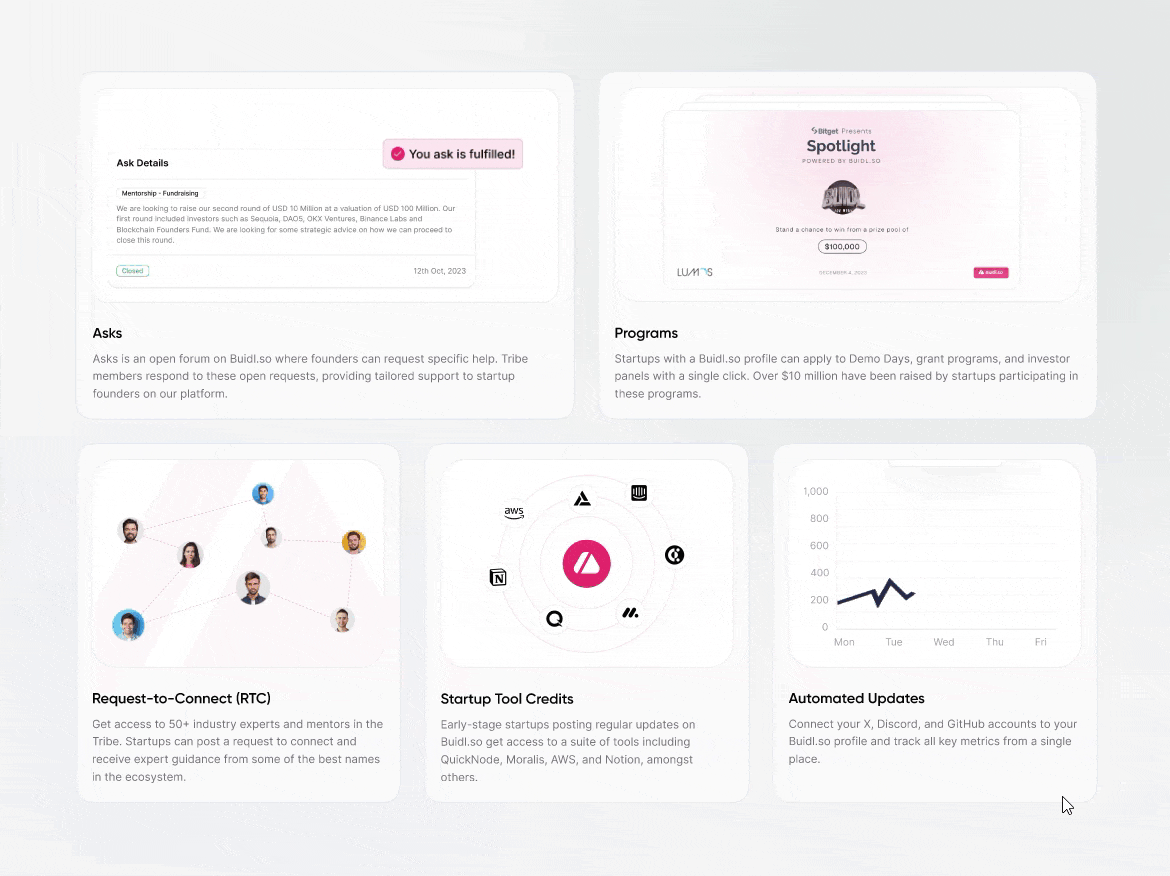 Ask Details
You ask is fulfilled!
Mentorship - Fundraising
We are looking to raise our second round of USD 10 Million at a valuation of USD 100 Million. Our
first round included investors such as Sequoia, DAO5, OKX Ventures, Binance Labs and
Blockchain Founders Fund. We are looking for some strategic advice on how we can proceed to
close this round.
Closed
12th Oct, 2023
Asks
Asks is an open forum on Buidl.so where founders can request specific help. Tribe
members respond to these open requests, providing tailored support to startup
founders on our platform.
Bitget Presents
Spotlight
POWERED BY BUIDL.SO
Stand a chance to win from a prize pool of
$100,000
DECEMBER 4, 2023
Buidl.so
Programs
Startups with a Buidl.so profile can apply to Demo Days, grant programs, and investor
panels with a single click. Over $10 million have been raised by startups participating in
these programs.
Request-to-Connect (RTC)
Get access to 50+ industry experts and mentors in the
Tribe. Startups can post a request to connect and
receive expert guidance from some of the best names
in the ecosystem.
aws
Startup Tool Credits
Early-stage startups posting regular updates on
Buidl.so get access to a suite of tools including
QuickNode, Moralis, AWS, and Notion, amongst
others.
1,000
800
600
400
200
0
Mon Tue Wed Thu Fri
Automated Updates
Connect your X, Discord, and GitHub accounts to your
Buidl.so profile and track all key metrics from a single
place.